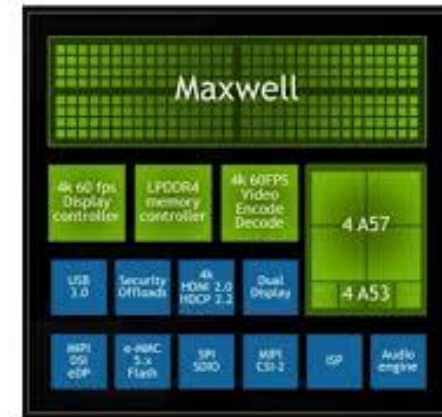 Maxwell
4k 60 fps
Display
controller
LPDDR4
memory
controller
4k 60FPS
Video
Encode
Decode
4 A57
4 A53
USB
3.0
Security
Offloads
4k
HDMI 2.0
HDCP 2.2
Dual
Display
MIPI
DSI
eDP
e-MMC
5.x
Flash
SPI
SDIO
MIPI
CSI-2
ISP
Audio
engine